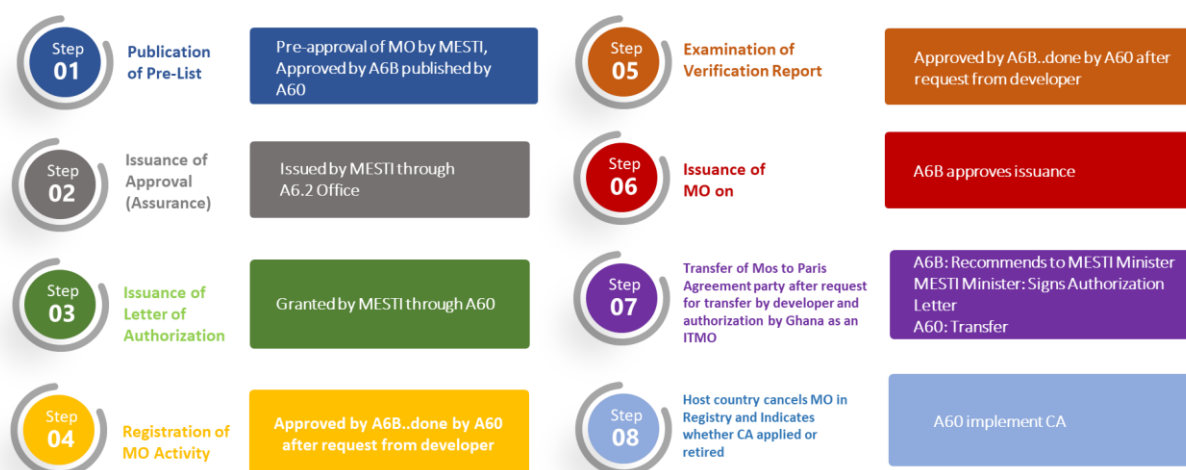 Step
01
Publication
of Pre-List
Pre-approval of MO by MESTI,
Approved by A6B published by
A60
Step
02
Issuance of
Approval
(Assurance)
Issued by MESTI through
A6.2 Office
Step
03
Issuance of
Letter of
Authorization
Granted by MESTI through A60
Step
04
Registration of
MO Activity
Approved by A6B..done by A60
after request from developer
Step
05
Examination of
Verification Report
Approved by A6B..done by A60 after
request from developer
Step
06
Issuance of
MO on
A6B approves issuance
Step
07
Transfer of Mos to Paris
Agreement party after request
for transfer by developer and
authorization by Ghana as an
ITMO
A6B: Recommends to MESTI Minister
MESTI Minister: Signs Authorization
Letter
A60: Transfer
Step
08
Host country cancels MO in
Registry and Indicates
whether CA applied or
retired
A60 implement CA